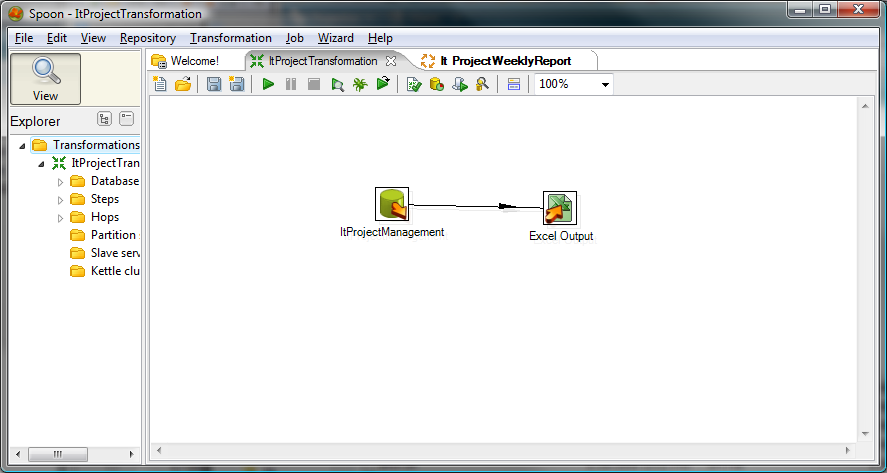 Spoon - ItProjectTransformation
File Edit View Repository Transformation Job Wizard Help
View
Explorer
Transformations
ItProjectTran
Database
Steps
Hops
Partition
Slave serv
Kettle clu
Welcome! ItProjectTransformation It ProjectWeeklyReport
100%
ItProjectManagement
Excel Output